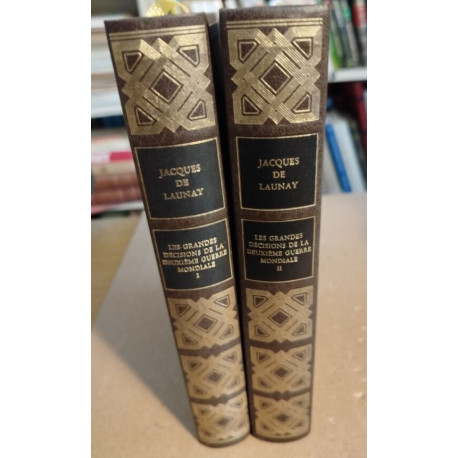 JACQUES
DE
LAUNAY
LES GRANDES
DÉCISIONS DE LA
DEUXIÈME GUERRE
MONDIALE
I
JACQUES
DE
LAUNAY
LES GRANDES
DÉCISIONS DE LA
DEUXIÈME GUERRE
MONDIALE
II